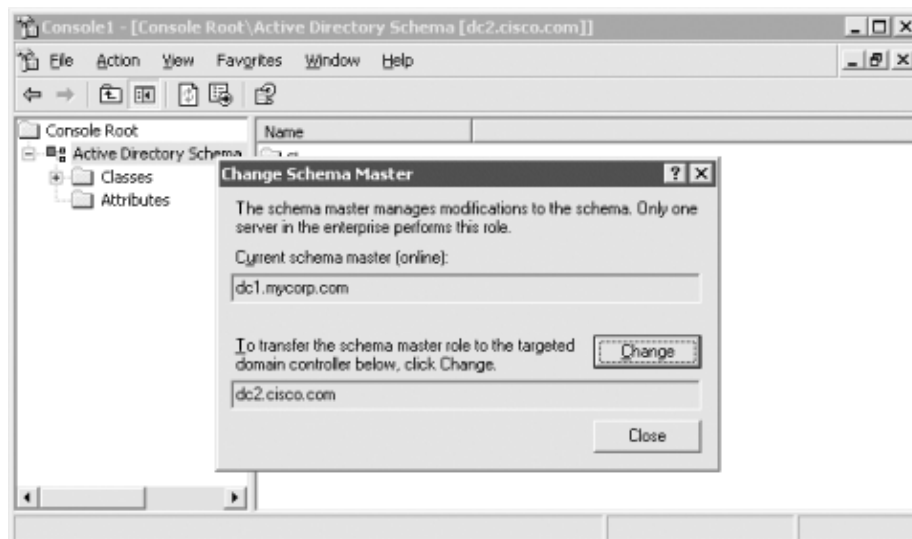 Console1 - [Console Root\Active Directory Schema [dc2.cisco.com]]
File Action View Favorites Window Help
Console Root
Name
Active Directory Schema
Classes
Attributes
Change Schema Master
The schema master manages modifications to the schema. Only one
server in the enterprise performs this role.
Current schema master (online):
dc1.mycorp.com
To transfer the schema master role to the targeted
domain controller below, click Change.
Change
dc2.cisco.com
Close